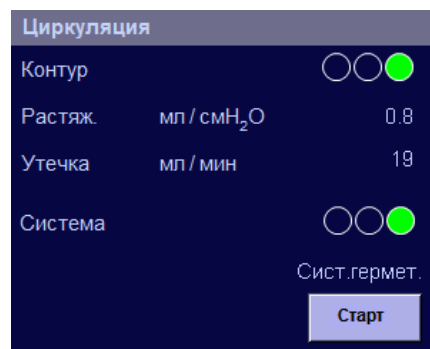 Циркуляция
Контур
Растяж. мл / смH₂O 0.8
Утечка мл / мин 19
Система
Сист.гермет.
Старт